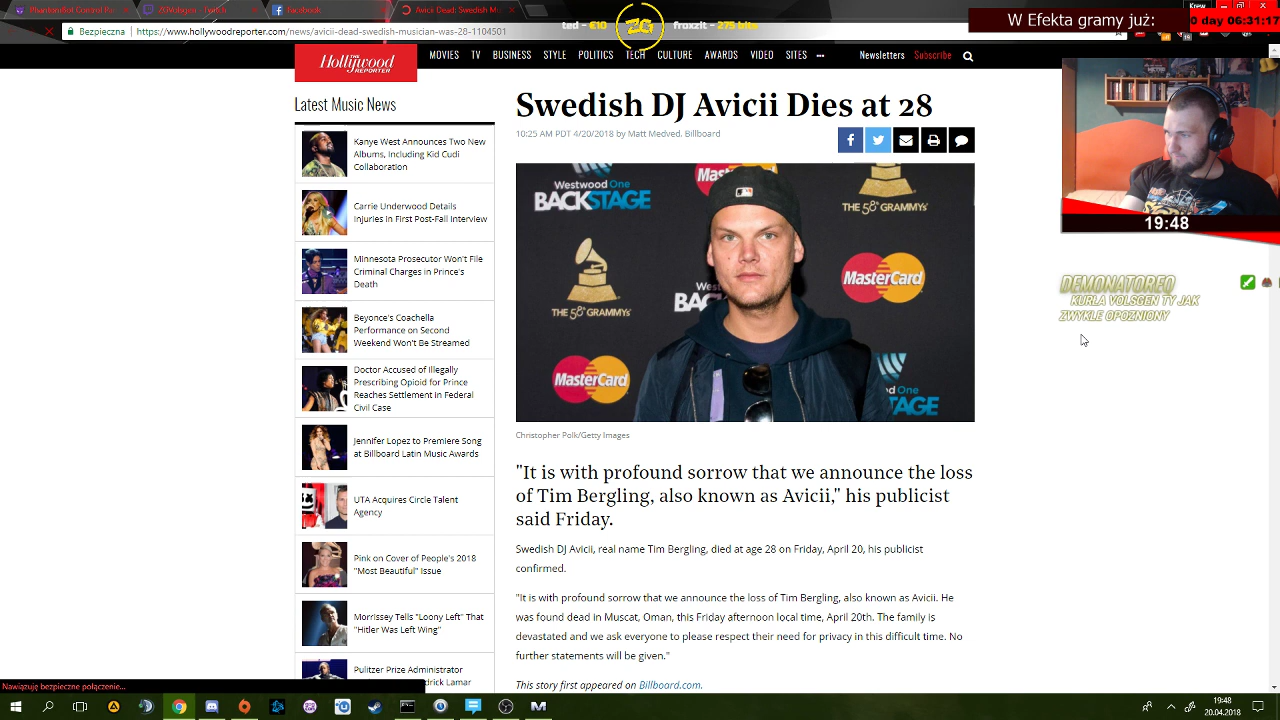 ZGVolsgen - Twitch
Facebook
Avicii Dead: Swedish M
Krew
Bezpieczna
https://www.hollywoodreporter.com/news/avicii-dead-swedish-musician-was-28-1104501
ted - €10
ZG
fraxzit - 275 bits
W Efekta gramy już:
0 day 06:31:17
THE
Hollywood
REPORTER
MOVIES TV BUSINESS STYLE POLITICS TECH CULTURE AWARDS VIDEO SITES
Newsletters Subscribe
Latest Music News
Kanye West Announces Two New
Albums, Including Kid Cudi
Collaboration
Carrie Underwood Details
Injuries in First Post-Fall Interview
Minnesota Prosecutor Won't File
Criminal Charges in Prince's
Death
Beyonce's Coachella
Performance on Second
Weekend Won't Be Streamed
Doctor Accused of Illegally
Prescribing Opioid for Prince
Reaches Settlement in Federal
Civil Case
Jennifer Lopez to Premiere Song
at Billboard Latin Music Awards
UTA Acquires Circle Talent
Agency
Pink on Cover of People's 2018
"Most Beautiful" Issue
Morrissey Tells "Loony Left" That
"Hitler Was Left Wing"
Pulitzer Prize Administrator
drick Lamar
Swedish DJ Avicii Dies at 28
10:25 AM PDT 4/20/2018 by Matt Medved, Billboard
Westwood One
BACKSTAGE
Mast
THE 58th GRAMMYs
THE 58th GRAMMYs
Wes
BAC
MasterCard
MasterCard
d One
TAGE
Christopher Polk/Getty Images
"It is with profound sorrow that we announce the loss
of Tim Bergling, also known as Avicii," his publicist
said Friday.
Swedish DJ Avicii, real name Tim Bergling, died at age 28 on Friday, April 20, his publicist
confirmed.
"It is with profound sorrow that we announce the loss of Tim Bergling, also known as Avicii. He
was found dead in Muscat, Oman, this Friday afternoon local time, April 20th. The family is
devastated and we ask everyone to please respect their need for privacy in this difficult time. No
further statements will be given."
This story first appeared on Billboard.com.
19:48
DEMONATOREO
KURLA VOLSGEN TY JAK
ZWYKLE OPOZNIONY
Nawiązuję bezpieczne połączenie...
19:48
20.04.2018